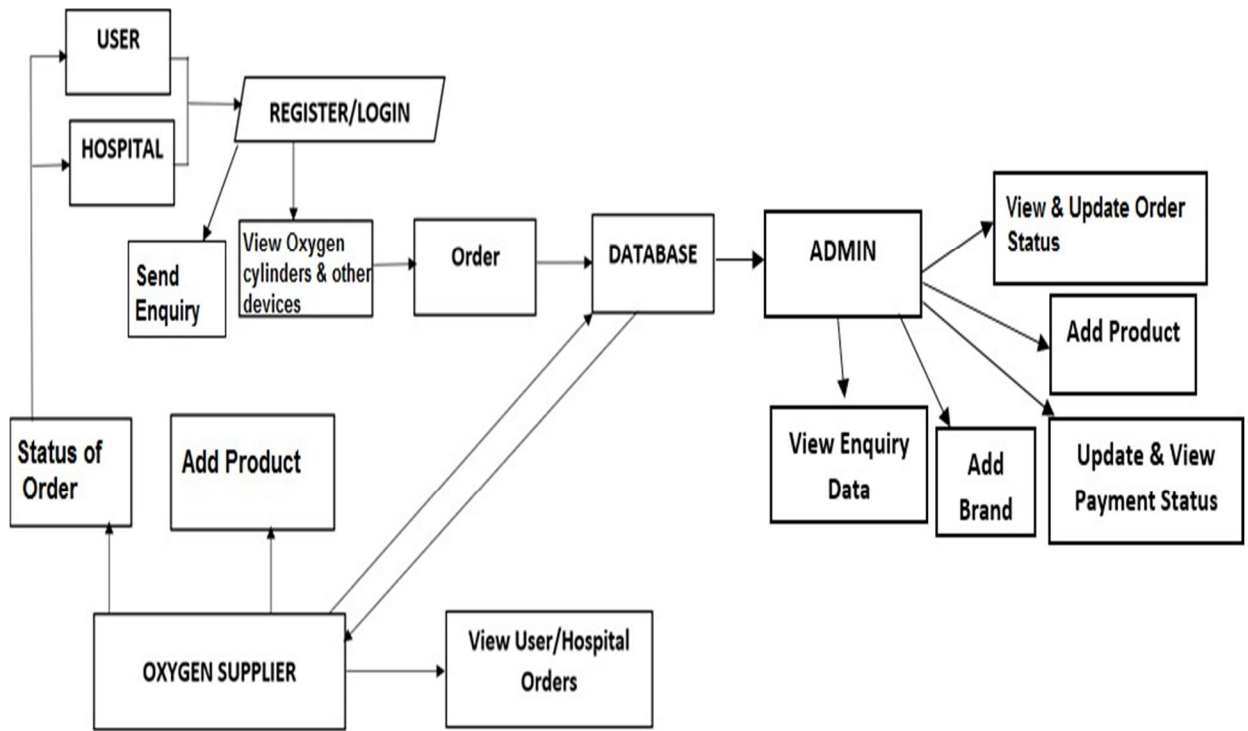 USER
HOSPITAL
REGISTER/LOGIN
Send
Enquiry
View Oxygen
cylinders & other
devices
Order
DATABASE
ADMIN
View & Update Order
Status
Add Product
Update & View
Payment Status
Add
Brand
View Enquiry
Data
Status of
Order
Add Product
OXYGEN SUPPLIER
View User/Hospital
Orders